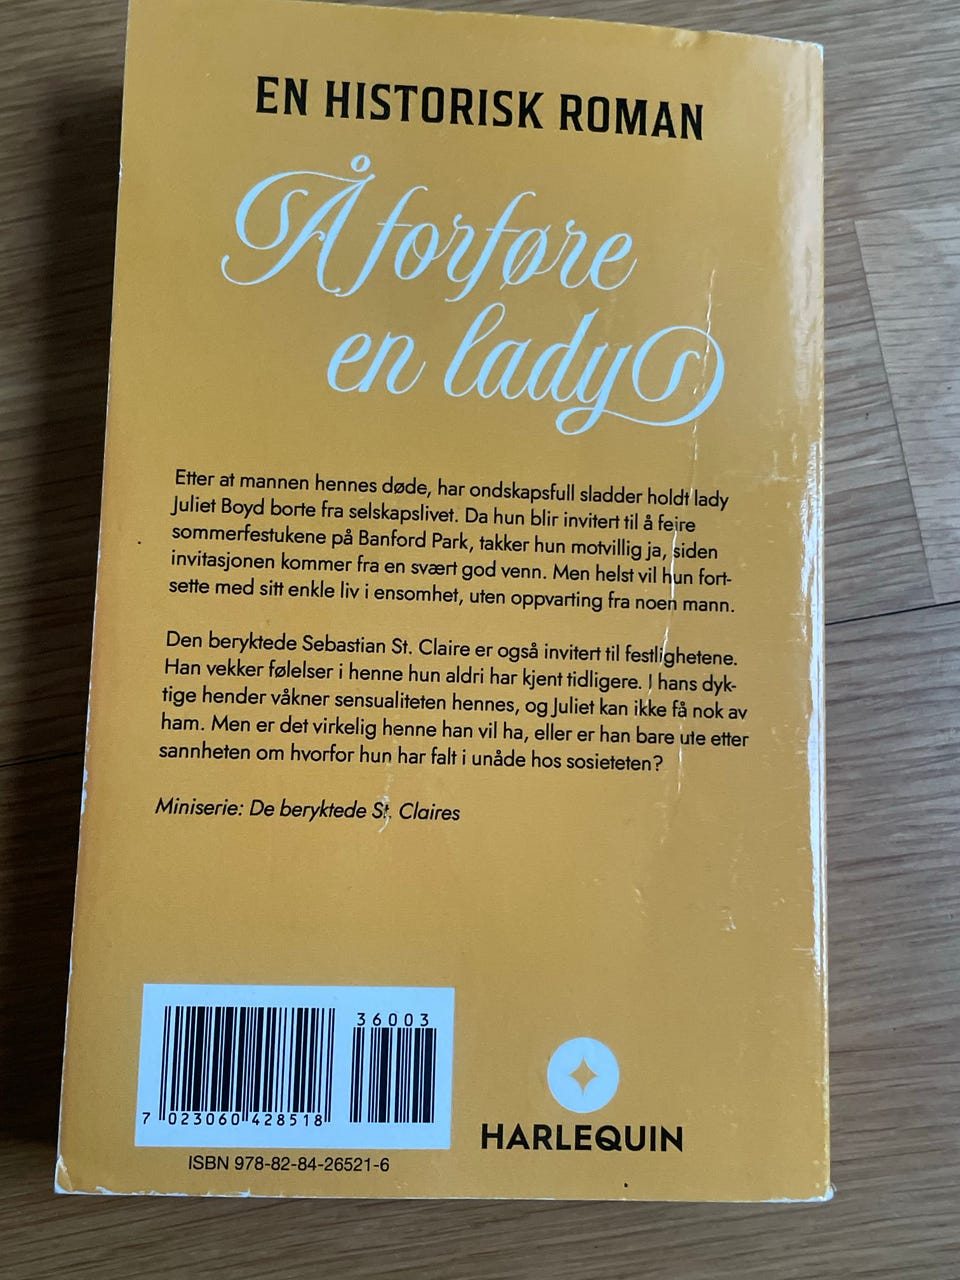 EN HISTORISK ROMAN
Å forføre
en lady
Etter at mannen hennes døde, har ondskapsfull sladder holdt lady
Juliet Boyd borte fra selskapslivet. Da hun blir invitert til å feire
sommerfestukene på Banford Park, takker hun motvillig ja, siden
invitasjonen kommer fra en svært god venn. Men helst vil hun fort-
sette med sitt enkle liv i ensomhet, uten oppvarting fra noen mann.
Den beryktede Sebastian St. Claire er også invitert til festlighetene.
Han vekker følelser i henne hun aldri har kjent tidligere. I hans dyk-
tige hender våkner sensualiteten hennes, og Juliet kan ikke få nok av
ham. Men er det virkelig henne han vil ha, eller er han bare ute etter
sannheten om hvorfor hun har falt i unåde hos sosieteten?
Miniserie: De beryktede St. Claires
36003
7 023060 428518
HARLEQUIN
ISBN 978-82-84-26521-6